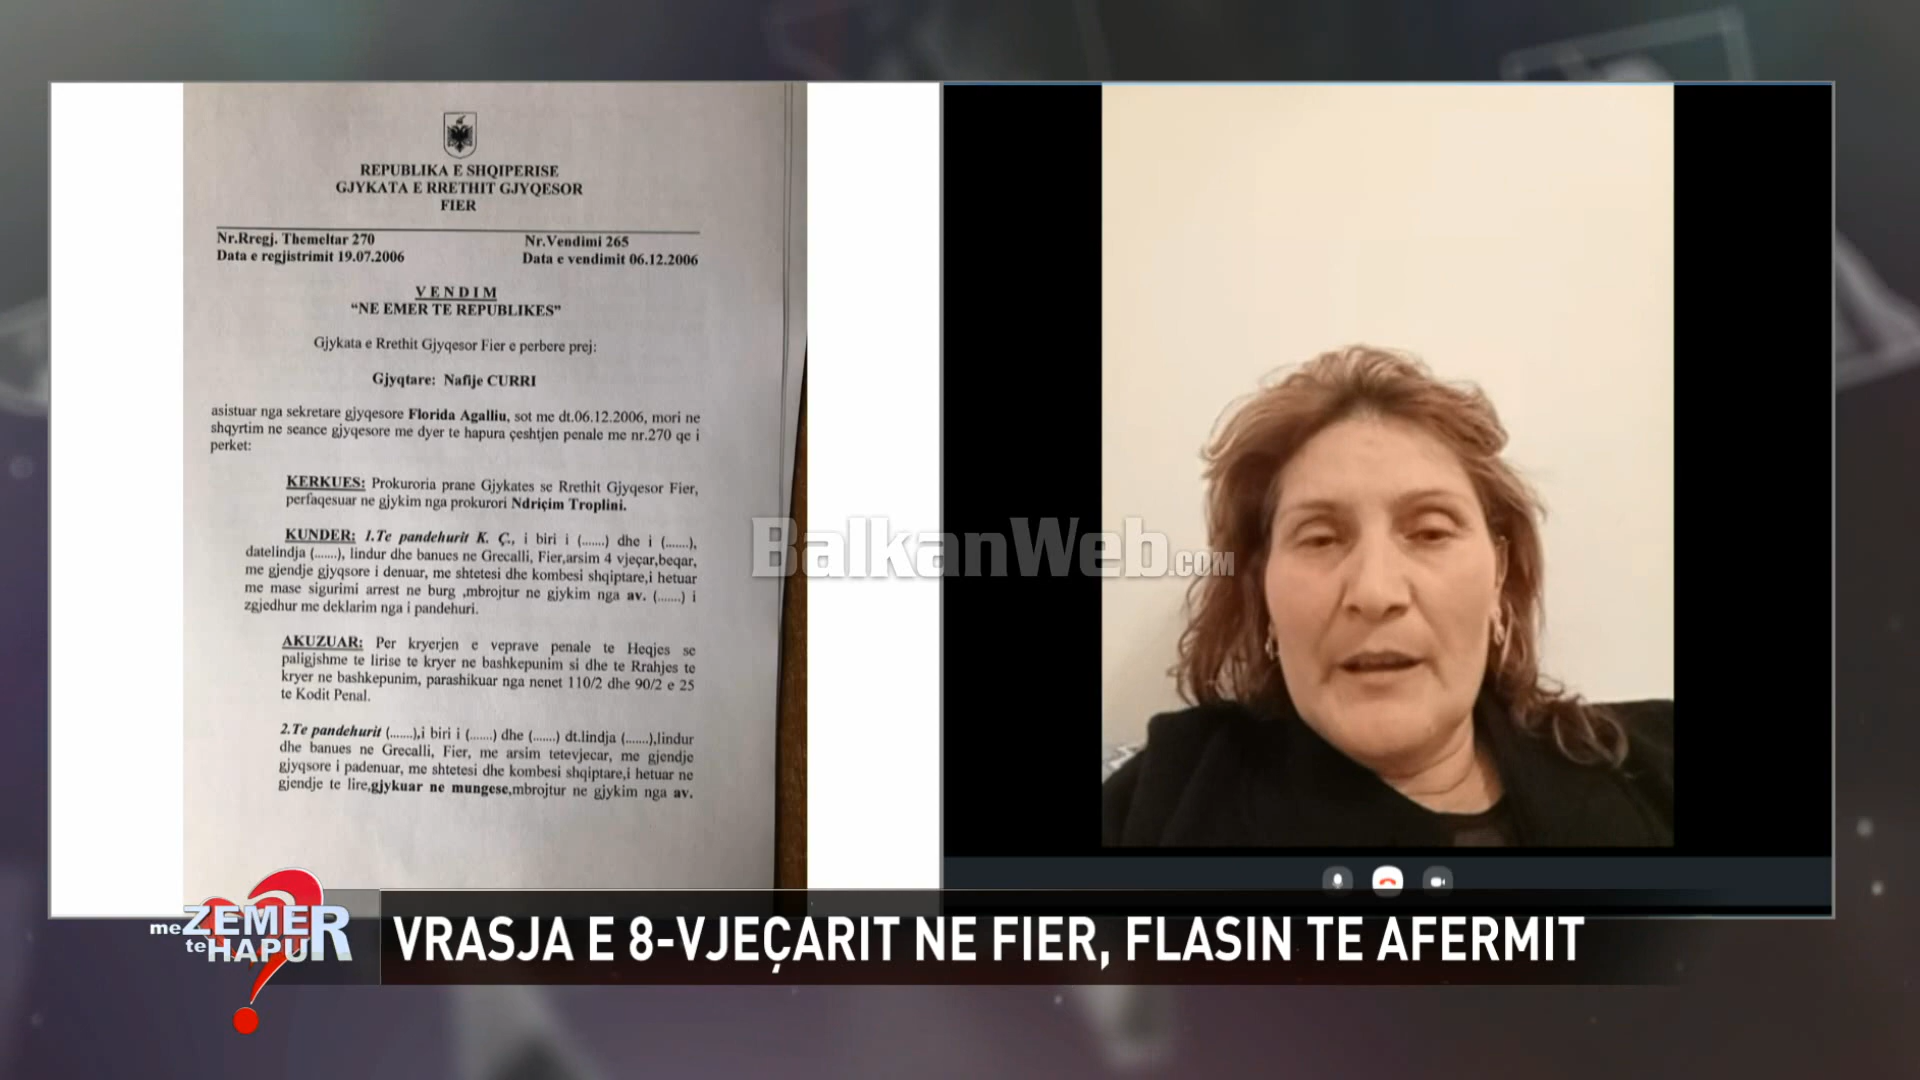 REPUBLIKA E SHQIPERISE
GJYKATA E RRETHIT GJYQESOR
FIER
Nr.Rregj. Themeltar 270
Data e regjistrimit 19.07.2006
Nr.Vendimi 265
Data e vendimit 06.12.2006
V E N D I M
“NE EMER TE REPUBLIKES”
Gjykata e Rrethit Gjyqesor Fier e perbere prej:
Gjyqtare: Nafije CURRI
asistuar nga sekretare gjyqesore Florida Agalliu, sot me dt.06.12.2006, mori ne
shqyrtim ne seance gjyqesore me dyer te hapura çeshtjen penale me nr.270 qe i
perket:
KERKUES: Prokuroria prane Gjykates se Rrethit Gjyqesor Fier,
perfaqesuar ne gjykim nga prokurori Ndriçim Troplini.
KUNDER: 1.Te pandehurit K. Ç., i biri i (.......) dhe i (.......),
datelindja (.......), lindur dhe banues ne Grecalli, Fier,arsim 4 vjeçar,beqar,
me gjendje gjyqsore i denuar, me shtetesi dhe kombesi shqiptare,i hetuar
me mase sigurimi arrest ne burg ,mbrojtur ne gjykim nga av. (.......) i
zgjedhur me deklarim nga i pandehuri.
AKUZUAR: Per kryerjen e veprave penale te Heqjes se
paligjshme te lirise te kryer ne bashkepunim si dhe te Rrahjes te
kryer ne bashkepunim, parashikuar nga nenet 110/2 dhe 90/2 e 25
te Kodit Penal.
2.Te pandehurit (.......),i biri i (.......) dhe (.......) dt.lindja (.......),lindur
dhe banues ne Grecalli, Fier, me arsim tetevjecar, me gjendje
gjyqsore i padenuar, me shtetesi dhe kombesi shqiptare,i hetuar ne
gjendje te lire,gjykuar ne mungese,mbrojtur ne gjykim nga av.
BalkanWeb.COM
me ZEMER
te HAPUR
VRASJA E 8-VJEÇARIT NE FIER, FLASIN TE AFERMIT